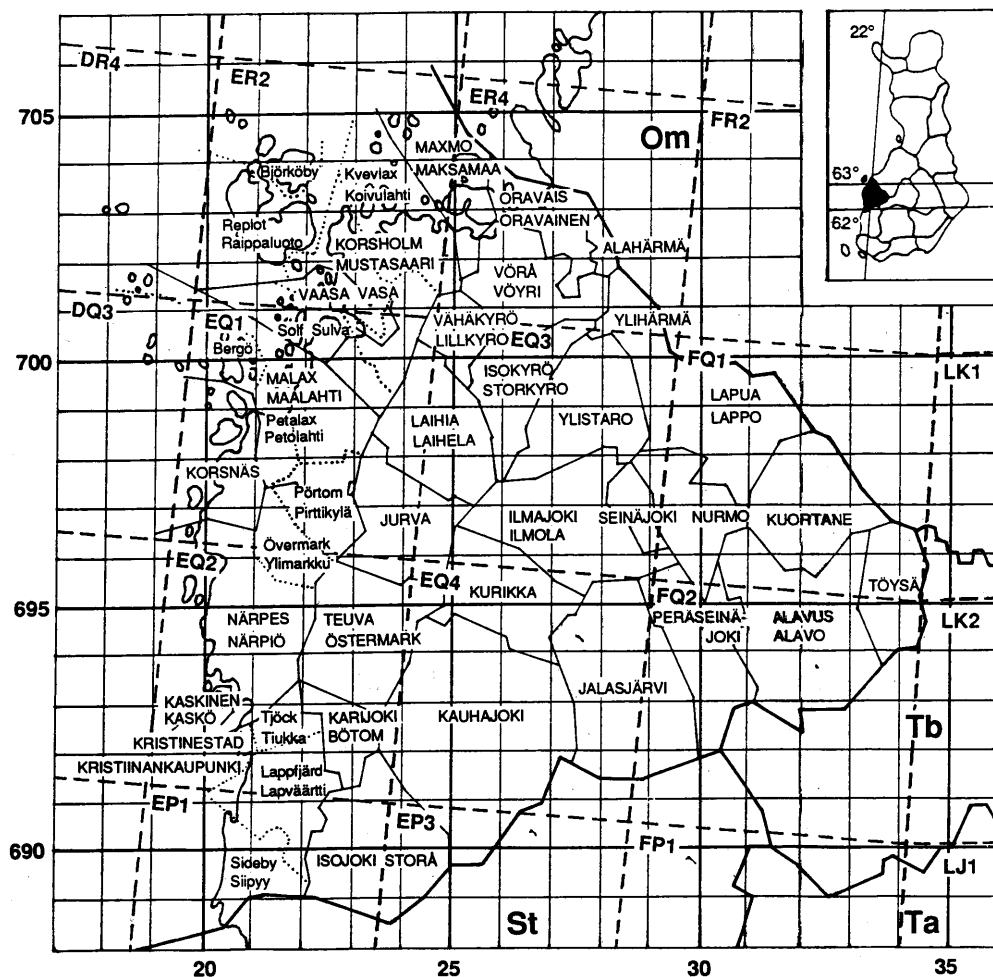 DR4
ER2
ER4
FR2
22°
63°
62°
705
Om
MAXMO
MAKSAMAA
Björköby
Kvevlax
Koivulahti
ORAVAIS
ORAVAINEN
Replot
Raippaluoto
KORSHOLM
MUSTASAARI
ALAHÄRMÄ
VÖRÅ
VÖYRI
VAASA VASA
DQ3
EQ1
Solf Sulva
VÄHÄKYRÖ
LILLKYRO
EQ3
YLIHÄRMÄ
Bergö
700
FQ1
LK1
MALAX
MAALAHTI
ISOKYRÖ
STORKYRO
LAPUA
LAPPO
Petalax
Petolahti
LAIHIA
LAIHELA
YLISTARO
KORSNÄS
Pörtom
Pirttikylä
JURVA
ILMAJOKI
ILMOLA
SEINÄJOKI
NURMO
KUORTANE
Övermark
Ylimarkku
EQ2
EQ4
KURIKKA
FQ2
TÖYSÄ
695
LK2
NÄRPES
NÄRPIÖ
TEUVA
ÖSTERMARK
PERÄSEINÄ-
JOKI
ALAVUS
ALAVO
JALASJÄRVI
KASKINEN
KASKÖ
Tjöck
Tiukka
KARIJOKI
BÖTOM
KAUHAJOKI
KRISTINESTAD
KRISTIINANKAUPUNKI
Lappfjärd
Lapväärtti
Tb
EP1
EP3
FP1
690
LJ1
Sideby
Siipyy
ISOJOKI STORÅ
St
Ta
20
25
30
35